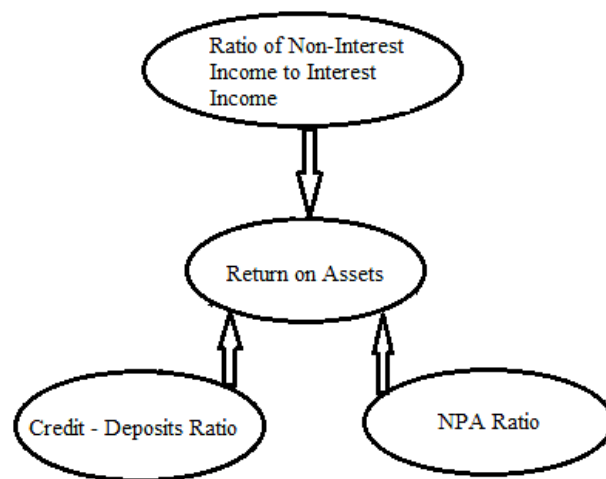 Ratio of Non-Interest
Income to Interest
Income
Return on Assets
Credit - Deposits Ratio
NPA Ratio